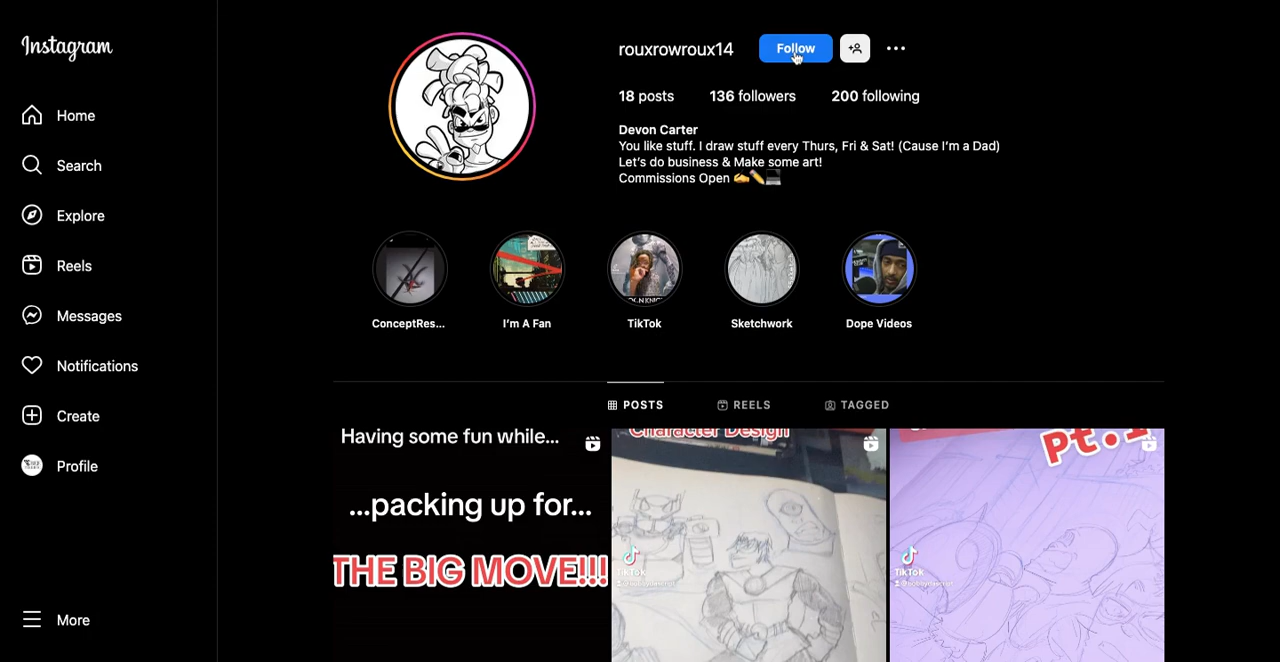 Instagram
Home
Search
Explore
Reels
Messages
Notifications
Create
Profile
More
rouxrowroux14
Follow
18 posts
136 followers
200 following
Devon Carter
You like stuff. I draw stuff every Thurs, Fri & Sat! (Cause I'm a Dad)
Let's do business & Make some art!
Commissions Open ✍️✏️💻
ConceptRes...
I'm A Fan
TikTok
Sketchwork
Dope Videos
POSTS
REELS
TAGGED
Having some fun while...
...packing up for...
THE BIG MOVE!!!
Character Design
TikTok
Pt.1
TikTok